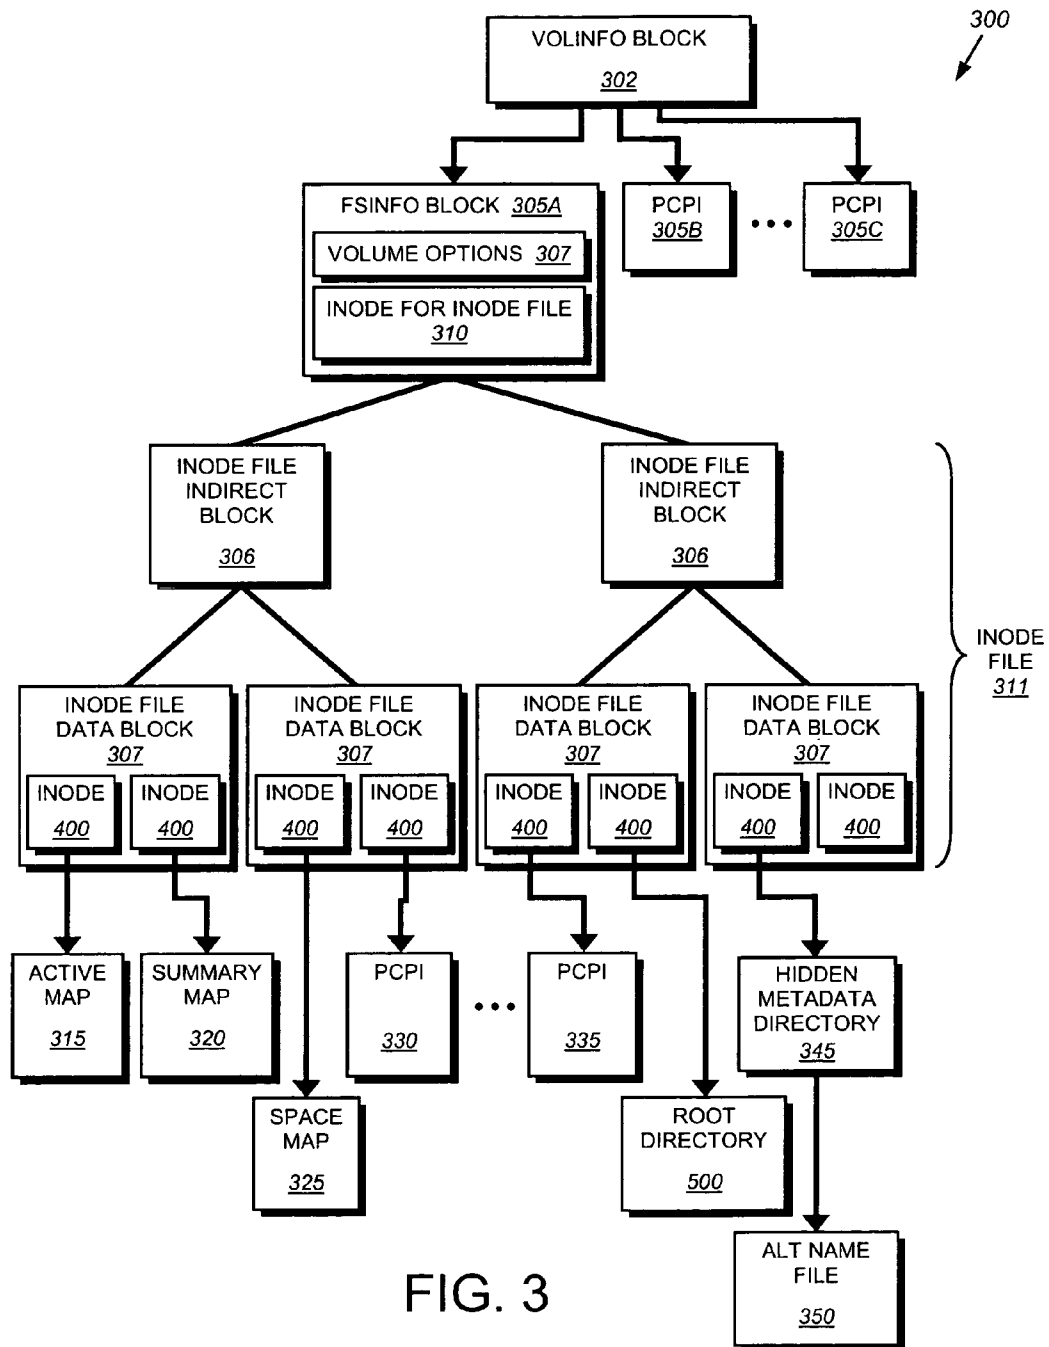 300
VOLINFO BLOCK
302
FSINFO BLOCK 305A
VOLUME OPTIONS 307
INODE FOR INODE FILE
310
PCPI
305B
PCPI
305C
INODE FILE
INDIRECT
BLOCK
306
INODE FILE
INDIRECT
BLOCK
306
INODE
FILE
311
INODE FILE
DATA BLOCK
307
INODE
400
INODE
400
INODE FILE
DATA BLOCK
307
INODE
400
INODE
400
INODE FILE
DATA BLOCK
307
INODE
400
INODE
400
INODE FILE
DATA BLOCK
307
INODE
400
INODE
400
ACTIVE
MAP
315
SUMMARY
MAP
320
PCPI
330
PCPI
335
HIDDEN
METADATA
DIRECTORY
345
SPACE
MAP
325
ROOT
DIRECTORY
500
ALT NAME
FILE
350
FIG. 3